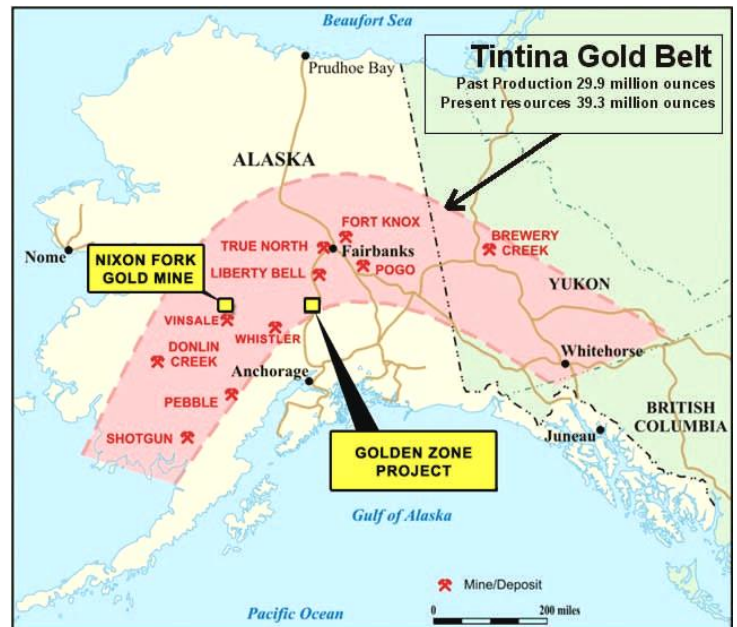 Beaufort Sea
Tintina Gold Belt
Past Production 29.9 million ounces
Present resources 39.3 million ounces
Prudhoe Bay
ALASKA
FORT KNOX
TRUE NORTH
Fairbanks
BREWERY
CREEK
Nome
NIXON FORK
GOLD MINE
LIBERTY BELL
POGO
YUKON
VINSALE
WHISTLER
DONLIN
CREEK
Whitehorse
Anchorage
PEBBLE
BRITISH
COLUMBIA
SHOTGUN
GOLDEN ZONE
PROJECT
Juneau
Gulf of Alaska
Mine/Deposit
Pacific Ocean
0 200 miles